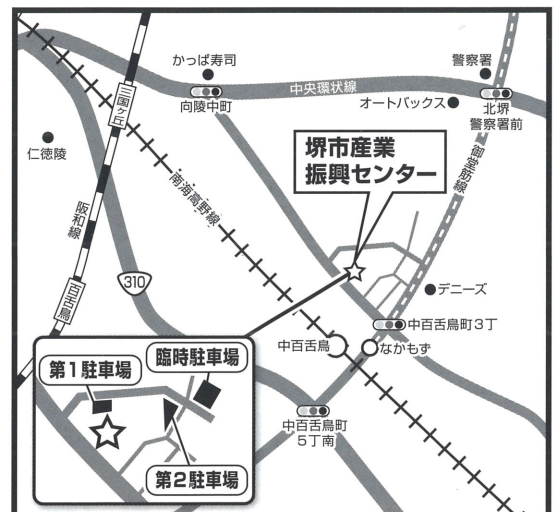 かっぱ寿司
警察署
中央環状線
向陵中町
オートバックス
北堺
警察署前
三国ヶ丘
仁徳陵
堺市産業
振興センター
御堂筋線
南海高野線
阪和線
310
百舌鳥
デニーズ
中百舌鳥町3丁
中百舌鳥
なかもず
臨時駐車場
第1駐車場
中百舌鳥町
5丁南
第2駐車場